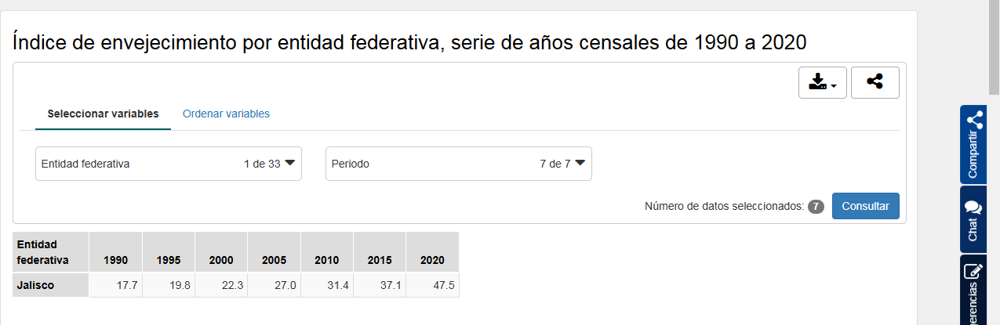 Índice de envejecimiento por entidad federativa, serie de años censales de 1990 a 2020
Seleccionar variables Ordenar variables
Entidad federativa 1 de 33 Periodo 7 de 7
Número de datos seleccionados: 7 Consultar
Entidad federativa 1990 1995 2000 2005 2010 2015 2020
Jalisco 17.7 19.8 22.3 27.0 31.4 37.1 47.5
Compartir
Chat
erencias